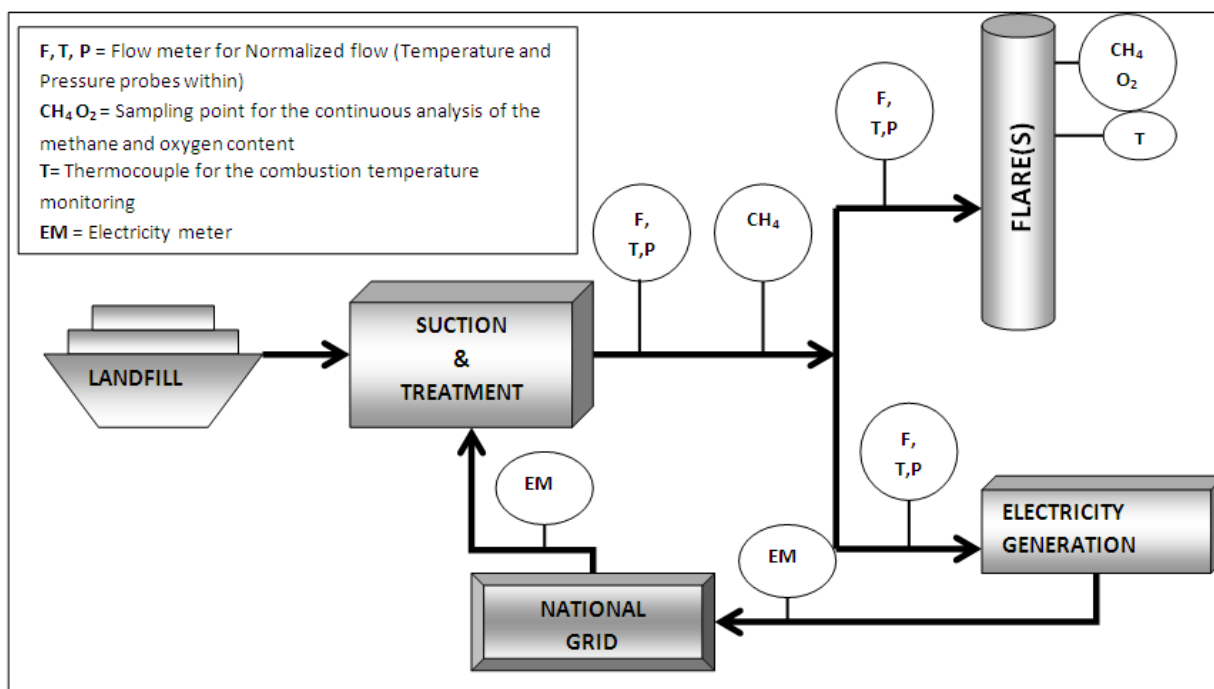 F, T, P = Flow meter for Normalized flow (Temperature and
Pressure probes within)
CH₄ O₂ = Sampling point for the continuous analysis of the
methane and oxygen content
T= Thermocouple for the combustion temperature
monitoring
EM = Electricity meter
CH₄
O₂
T
FLARE(S)
F,
T,P
F,
T,P
CH₄
LANDFILL
SUCTION
&
TREATMENT
F,
T,P
EM
EM
ELECTRICITY
GENERATION
NATIONAL
GRID